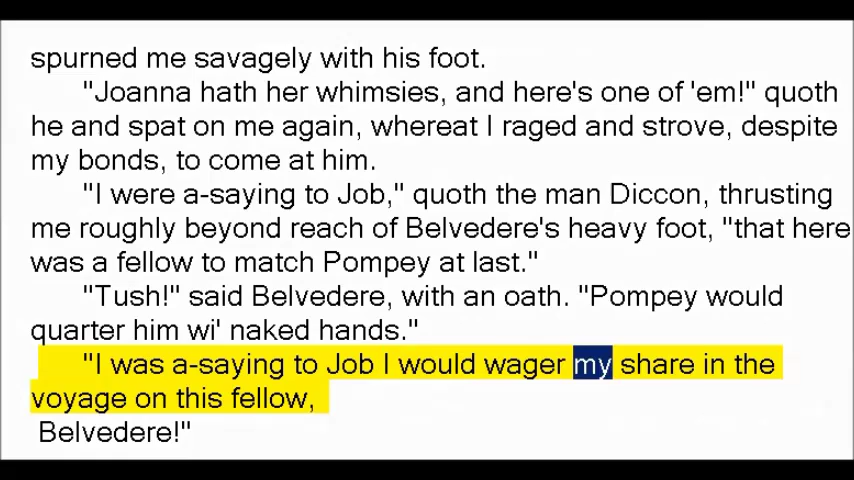 spurned me savagely with his foot.
"Joanna hath her whimsies, and here's one of 'em!" quoth
he and spat on me again, whereat I raged and strove, despite
my bonds, to come at him.
"I were a-saying to Job," quoth the man Diccon, thrusting
me roughly beyond reach of Belvedere's heavy foot, "that here
was a fellow to match Pompey at last."
"Tush!" said Belvedere, with an oath. "Pompey would
quarter him wi' naked hands."
"I was a-saying to Job I would wager my share in the
voyage on this fellow,
Belvedere!"